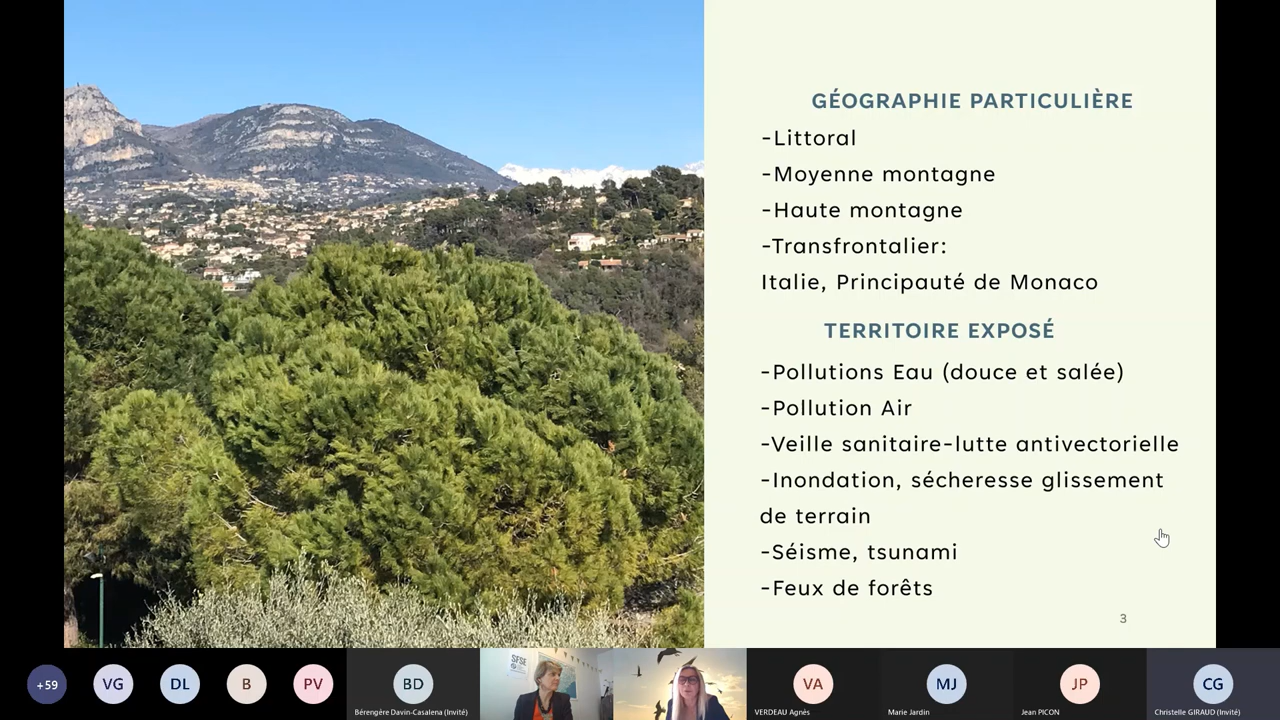 GÉOGRAPHIE PARTICULIÈRE
-Littoral
-Moyenne montagne
-Haute montagne
-Transfrontalier:
Italie, Principauté de Monaco
TERRITOIRE EXPOSÉ
-Pollutions Eau (douce et salée)
-Pollution Air
-Veille sanitaire-lutte antivectorielle
-Inondation, sécheresse glissement
de terrain
-Séisme, tsunami
-Feux de forêts
3
+59
VG
DL
B
PV
BD
Bérengère Davin-Casalena (Invité)
SFSE
VA
VERDEAU Agnès
MJ
Marie Jardin
JP
Jean PICON
CG
Christelle GIRAUD (Invité)